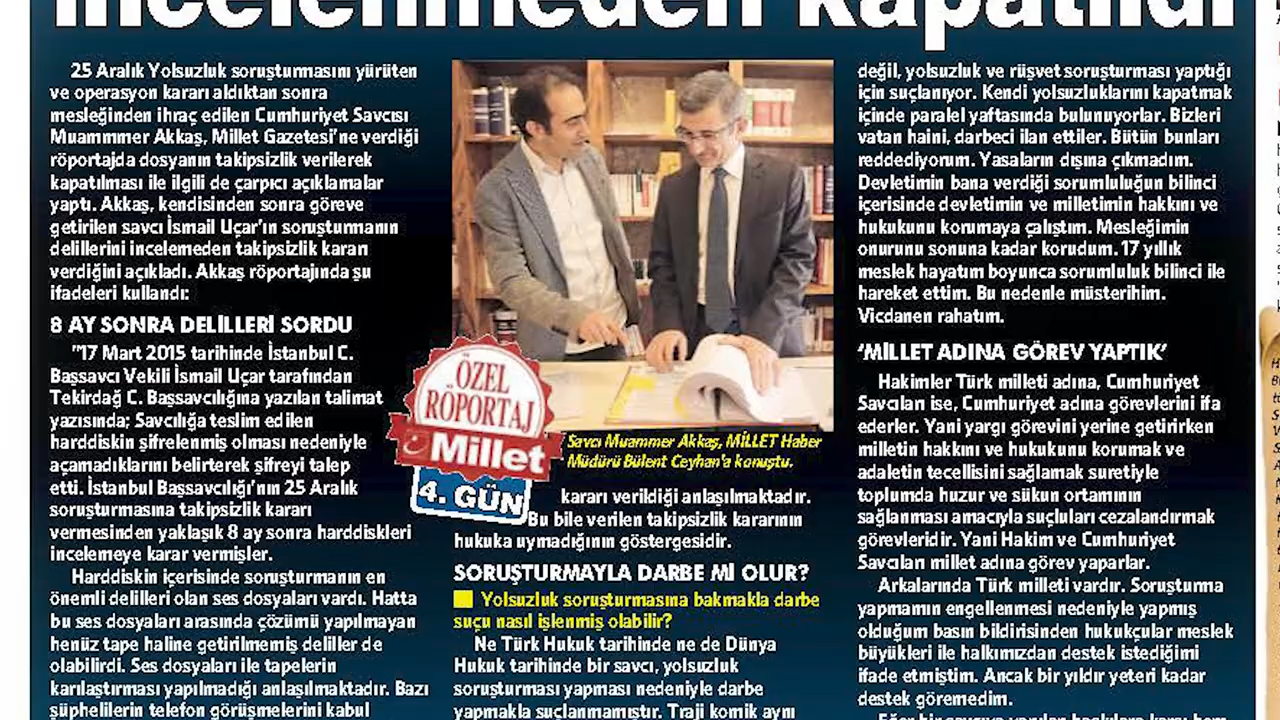 incelenmeden kapatıldı
25 Aralık Yolsuzluk soruşturmasını yürüten
ve operasyon kararı aldıktan sonra
mesleğinden ihraç edilen Cumhuriyet Savcısı
Muammmer Akkaş, Millet Gazetesi'ne verdiği
röportajda dosyanın takipsizlik verilerek
kapatılması ile ilgili de çarpıcı açıklamalar
yaptı. Akkaş, kendisinden sonra göreve
getirilen savcı İsmail Uçar'ın soruşturmanın
delillerini incelemeden takipsizlik kararı
verdiğini açıkladı. Akkaş röportajında şu
ifadeleri kullandı:
8 AY SONRA DELİLLERİ SORDU
"17 Mart 2015 tarihinde İstanbul C.
Başsavcı Vekili İsmail Uçar tarafından
Tekirdağ C. Başsavcılığına yazılan talimat
yazısında; Savcılığa teslim edilen
harddiskin şifrelenmiş olması nedeniyle
açamadıklarını belirterek şifreyi talep
etti. İstanbul Başsavcılığı'nın 25 Aralık
soruşturmasına takipsizlik kararı
vermesinden yaklaşık 8 ay sonra harddiskleri
incelemeye karar vermişler.
Harddiskin içerisinde soruşturmanın en
önemli delilleri olan ses dosyaları vardı. Hatta
bu ses dosyaları arasında çözümü yapılmayan
henüz tape haline getirilmemiş deliller de
olabilirdi. Ses dosyaları ile tapelerin
karılaştırması yapılmadığı anlaşılmaktadır. Bazı
şüphelilerin telefon görüşmelerini kabul
ÖZEL
RÖPORTAJ
Millet
4. GÜN
Savcı Muammer Akkaş, MİLLET Haber
Müdürü Bülent Ceyhan'a konuştu.
kararı verildiği anlaşılmaktadır.
Bu bile verilen takipsizlik kararının
hukuka uymadığının göstergesidir.
SORUŞTURMAYLA DARBE Mİ OLUR?
Yolsuzluk soruşturmasına bakmakla darbe
suçu nasıl işlenmiş olabilir?
Ne Türk Hukuk tarihinde ne de Dünya
Hukuk tarihinde bir savcı, yolsuzluk
soruşturması yapması nedeniyle darbe
yapmakla suçlanmamıştır. Traji komik aynı
değil, yolsuzluk ve rüşvet soruşturması yaptığı
için suçlanıyor. Kendi yolsuzluklarını kapatmak
içinde paralel yaftasında bulunuyorlar. Bizleri
vatan haini, darbeci ilan ettiler. Bütün bunları
reddediyorum. Yasaların dışına çıkmadım.
Devletimin bana verdiği sorumluluğun bilinci
içerisinde devletimin ve milletimin hakkını ve
hukukunu korumaya çalıştım. Mesleğimin
onurunu sonuna kadar korudum. 17 yıllık
meslek hayatım boyunca sorumluluk bilinci ile
hareket ettim. Bu nedenle müsterihim.
Vicdanen rahatım.
'MİLLET ADINA GÖREV YAPTIK'
Hakimler Türk milleti adına, Cumhuriyet
Savcıları ise, Cumhuriyet adına görevlerini ifa
ederler. Yani yargı görevini yerine getirirken
milletin hakkını ve hukukunu korumak ve
adaletin tecellisini sağlamak suretiyle
toplumda huzur ve sükun ortamının
sağlanması amacıyla suçluları cezalandırmak
görevleridir. Yani Hakim ve Cumhuriyet
Savcıları millet adına görev yaparlar.
Arkalarında Türk milleti vardır. Soruşturma
yapmamın engellenmesi nedeniyle yapmış
olduğum basın bildirisinden hukukçular meslek
büyükleri ile halkımızdan destek istediğimi
ifade etmiştim. Ancak bir yıldır yeteri kadar
destek göremedim.